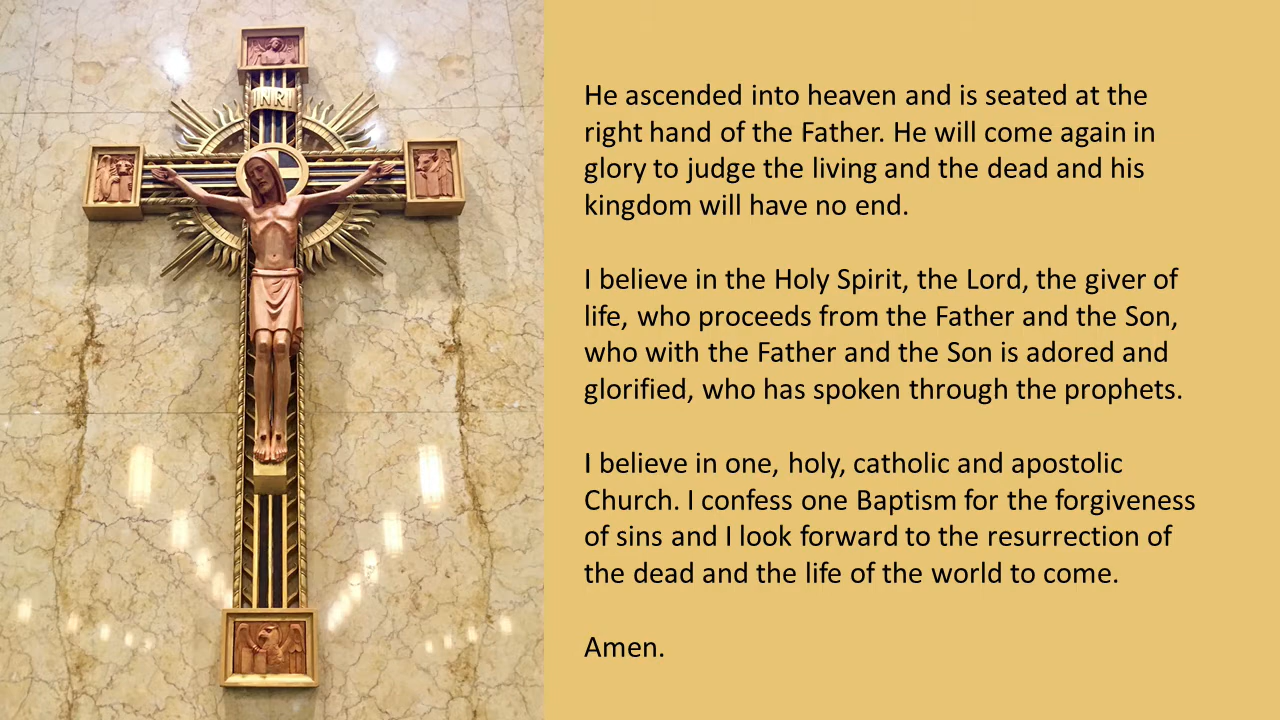 INRI
He ascended into heaven and is seated at the
right hand of the Father. He will come again in
glory to judge the living and the dead and his
kingdom will have no end.
I believe in the Holy Spirit, the Lord, the giver of
life, who proceeds from the Father and the Son,
who with the Father and the Son is adored and
glorified, who has spoken through the prophets.
I believe in one, holy, catholic and apostolic
Church. I confess one Baptism for the forgiveness
of sins and I look forward to the resurrection of
the dead and the life of the world to come.
Amen.